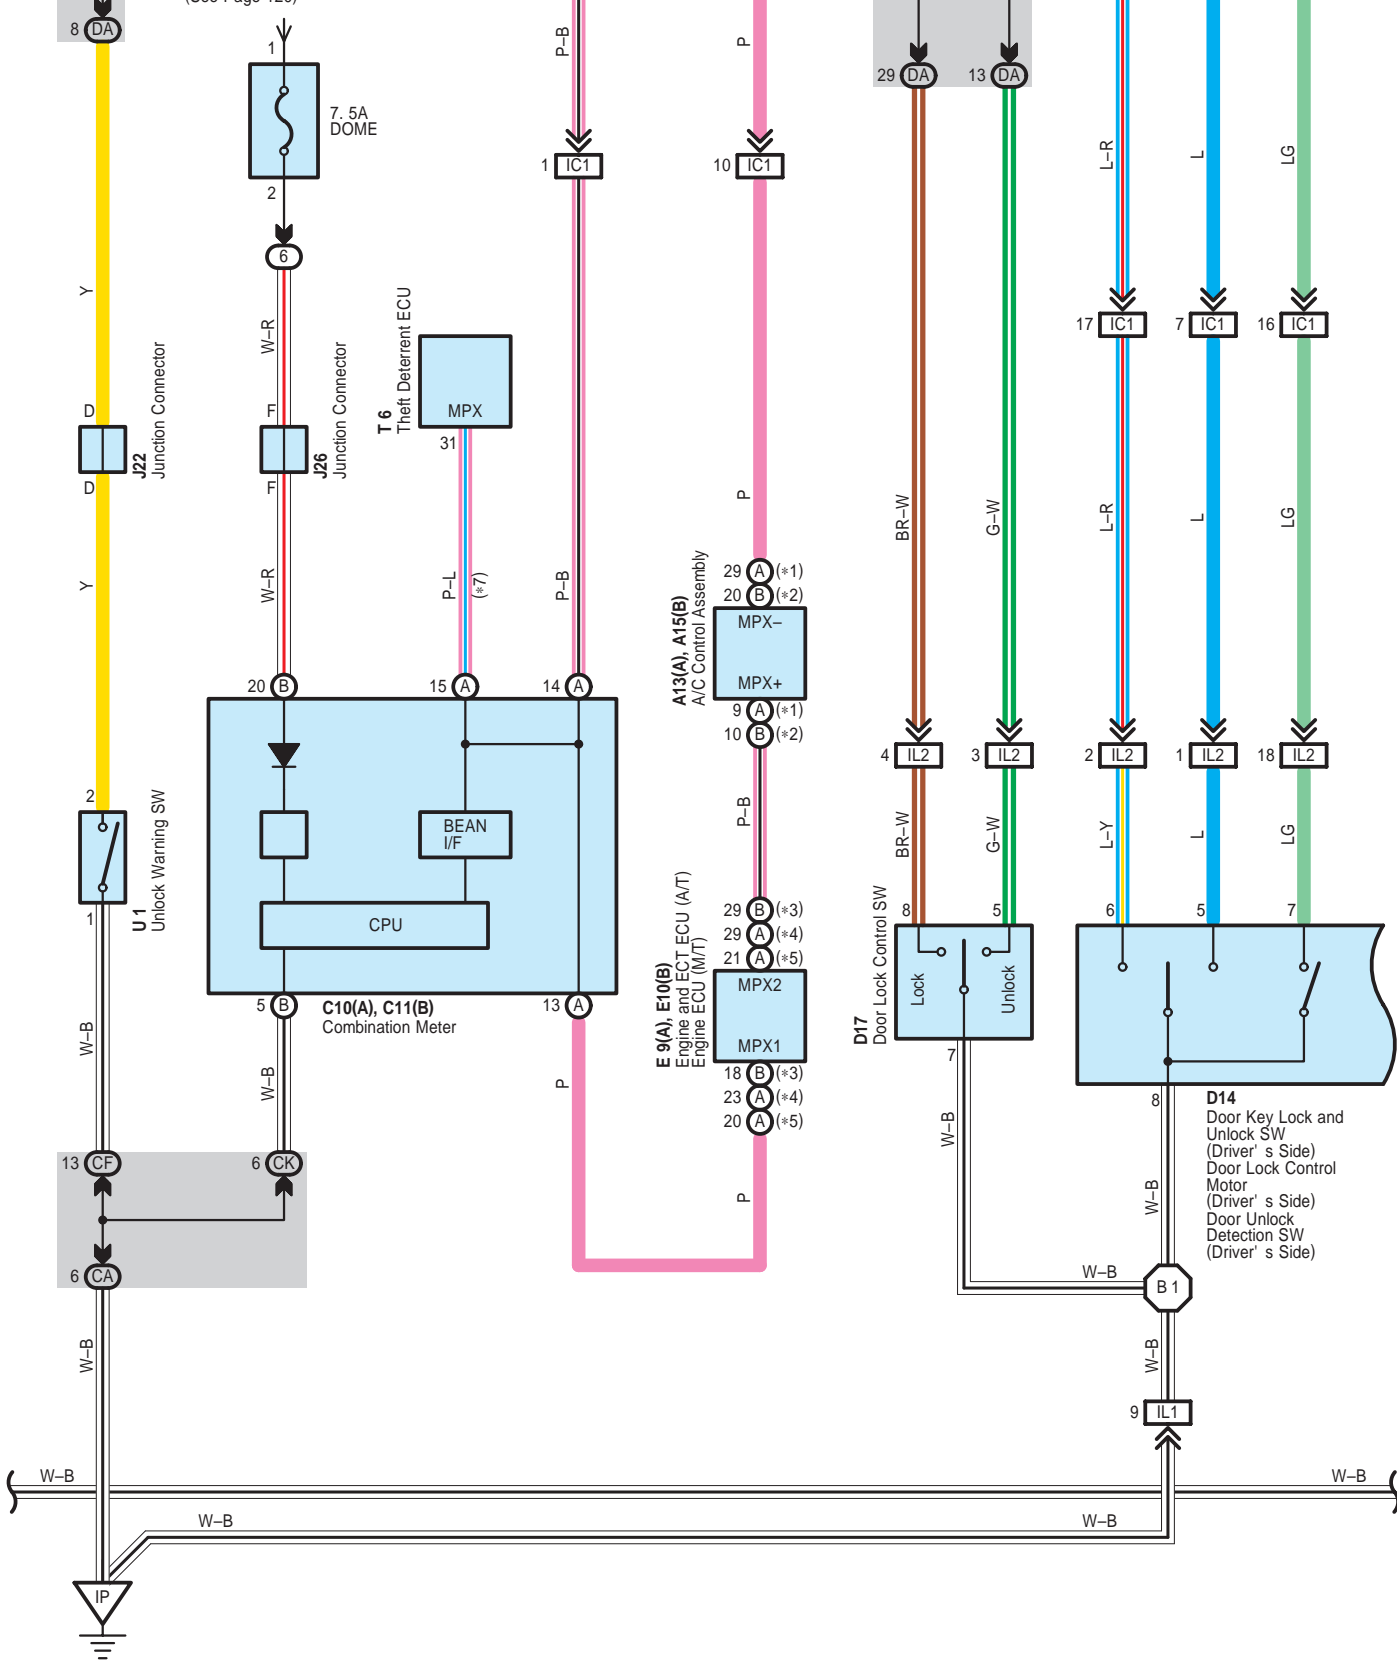 8 DA
1
7. 5A
DOME
2
6
P–B
P
29 DA
13 DA
1 IC1
10 IC1
L–R
L
LG
Y
W–R
17 IC1
7 IC1
16 IC1
D
J22
Junction Connector
D
F
J26
Junction Connector
F
T 6
Theft Deterrent ECU
MPX
31
P
BR–W
G–W
L–R
L
LG
Y
W–R
P–L
(*7)
P–B
29 A (*1)
20 B (*2)
MPX–
MPX+
A13(A), A15(B)
A/C Control Assembly
9 A (*1)
10 B (*2)
20 B
15 A
14 A
4 IL2
3 IL2
2 IL2
1 IL2
18 IL2
2
U 1
Unlock Warning SW
1
BEAN
I/F
CPU
P–B
BR–W
G–W
L–Y
L
LG
29 B (*3)
29 A (*4)
21 A (*5)
MPX2
MPX1
E 9(A), E10(B)
Engine and ECT ECU (A/T)
Engine ECU (M/T)
18 B (*3)
23 A (*4)
20 A (*5)
8
5
Lock
Unlock
D17
Door Lock Control SW
7
6
5
7
5 B
C10(A), C11(B)
Combination Meter
13 A
W–B
W–B
P
W–B
8
D14
Door Key Lock and
Unlock SW
(Driver' s Side)
Door Lock Control
Motor
(Driver' s Side)
Door Unlock
Detection SW
(Driver' s Side)
13 CF
6 CK
P
W–B
6 CA
W–B
B 1
W–B
W–B
9 IL1
W–B
W–B
W–B
W–B
IP